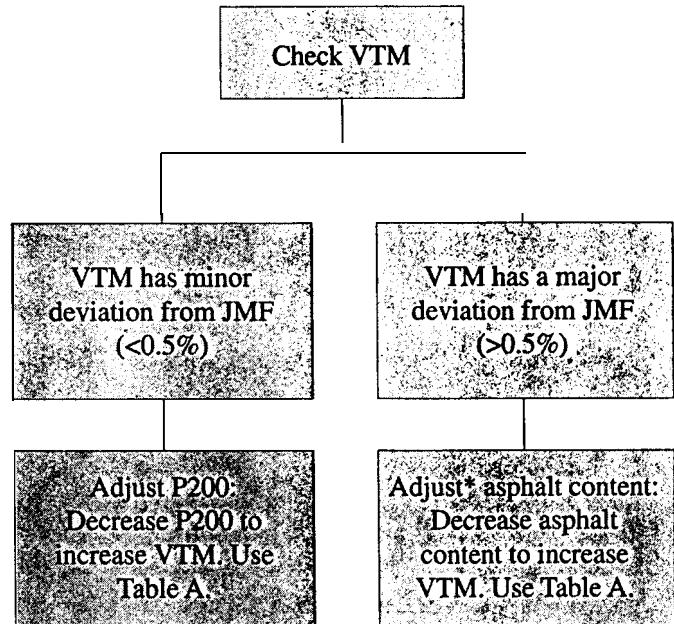 Check VTM
VTM has minor
deviation from JMF
(<0.5%)
VTM has a major
deviation from JMF
(>0.5%)
Adjust P200:
Decrease P200 to
increase VTM. Use
Table A.
Adjust* asphalt content:
Decrease asphalt
content to increase
VTM. Use Table A.